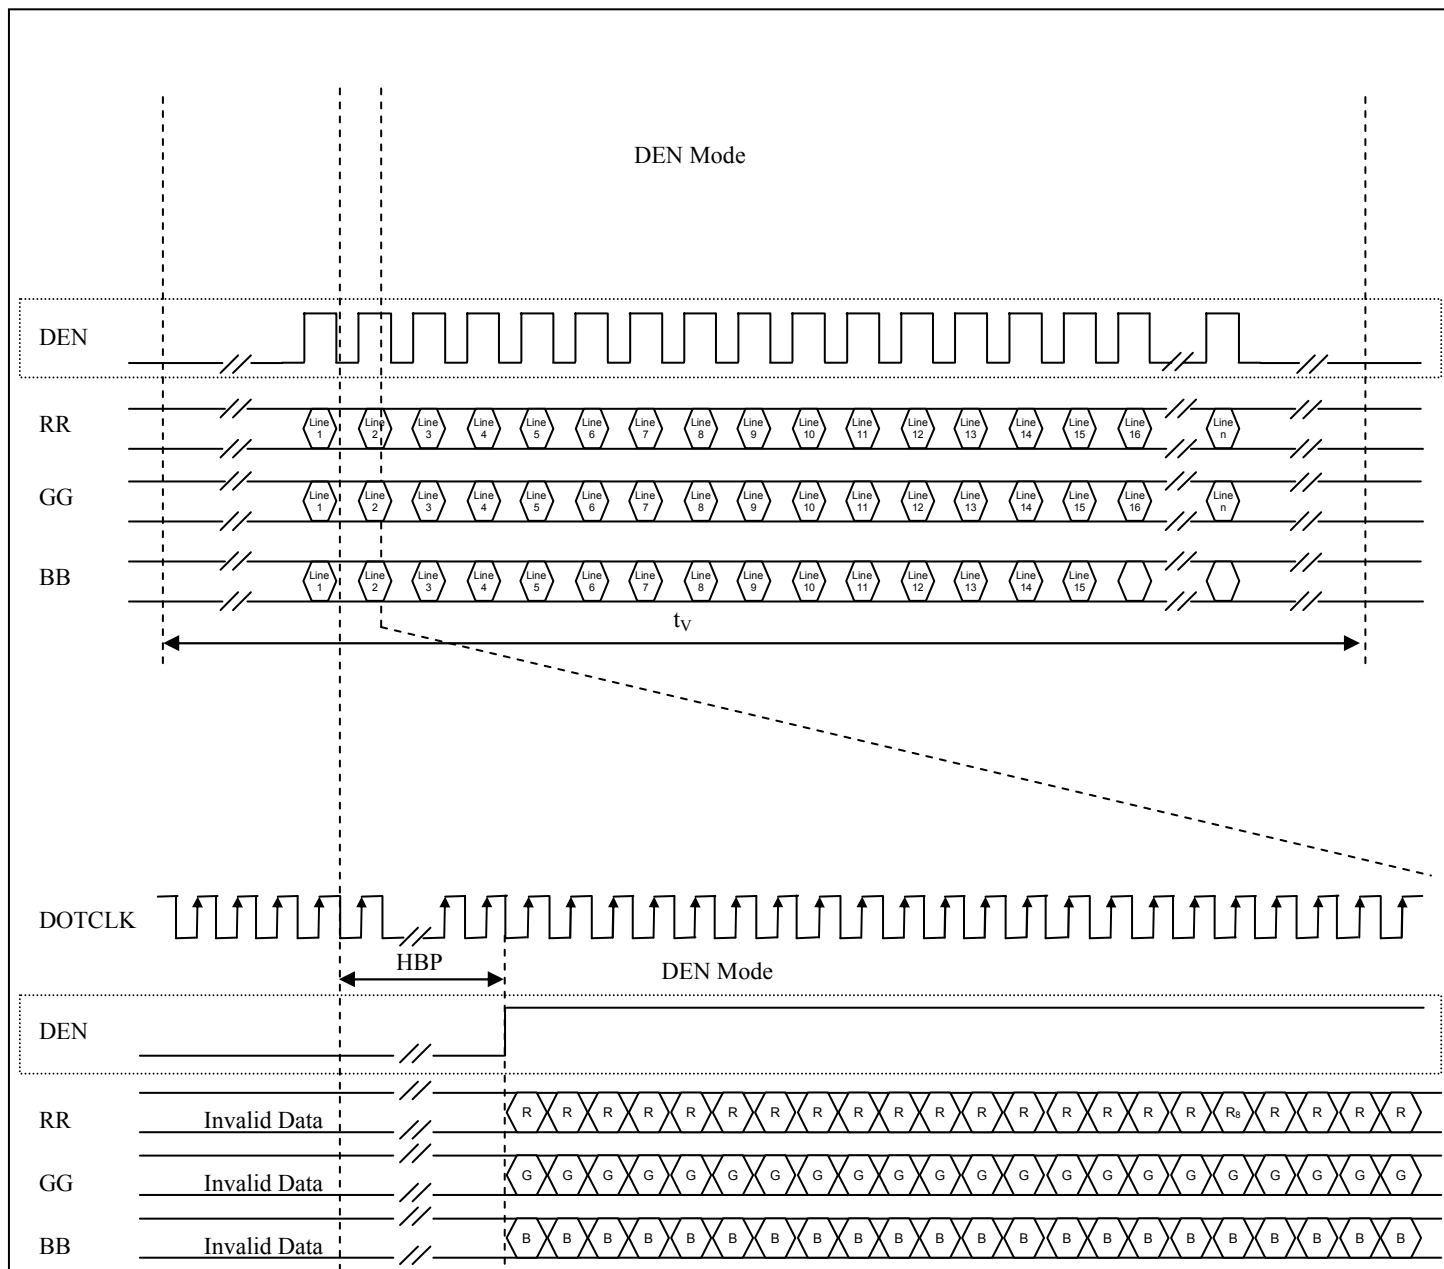 DEN Mode
DEN
RR Line 1 Line 2 Line 3 Line 4 Line 5 Line 6 Line 7 Line 8 Line 9 Line 10 Line 11 Line 12 Line 13 Line 14 Line 15 Line 16 Line n
GG Line 1 Line 2 Line 3 Line 4 Line 5 Line 6 Line 7 Line 8 Line 9 Line 10 Line 11 Line 12 Line 13 Line 14 Line 15 Line 16 Line n
BB Line 1 Line 2 Line 3 Line 4 Line 5 Line 6 Line 7 Line 8 Line 9 Line 10 Line 11 Line 12 Line 13 Line 14 Line 15
tV
DOTCLK
HBP DEN Mode
DEN
RR Invalid Data R R R R R R R R R R R R R R R R R R8 R R R R
GG Invalid Data G G G G G G G G G G G G G G G G G G G G G G
BB Invalid Data B B B B B B B B B B B B B B B B B B B B B B